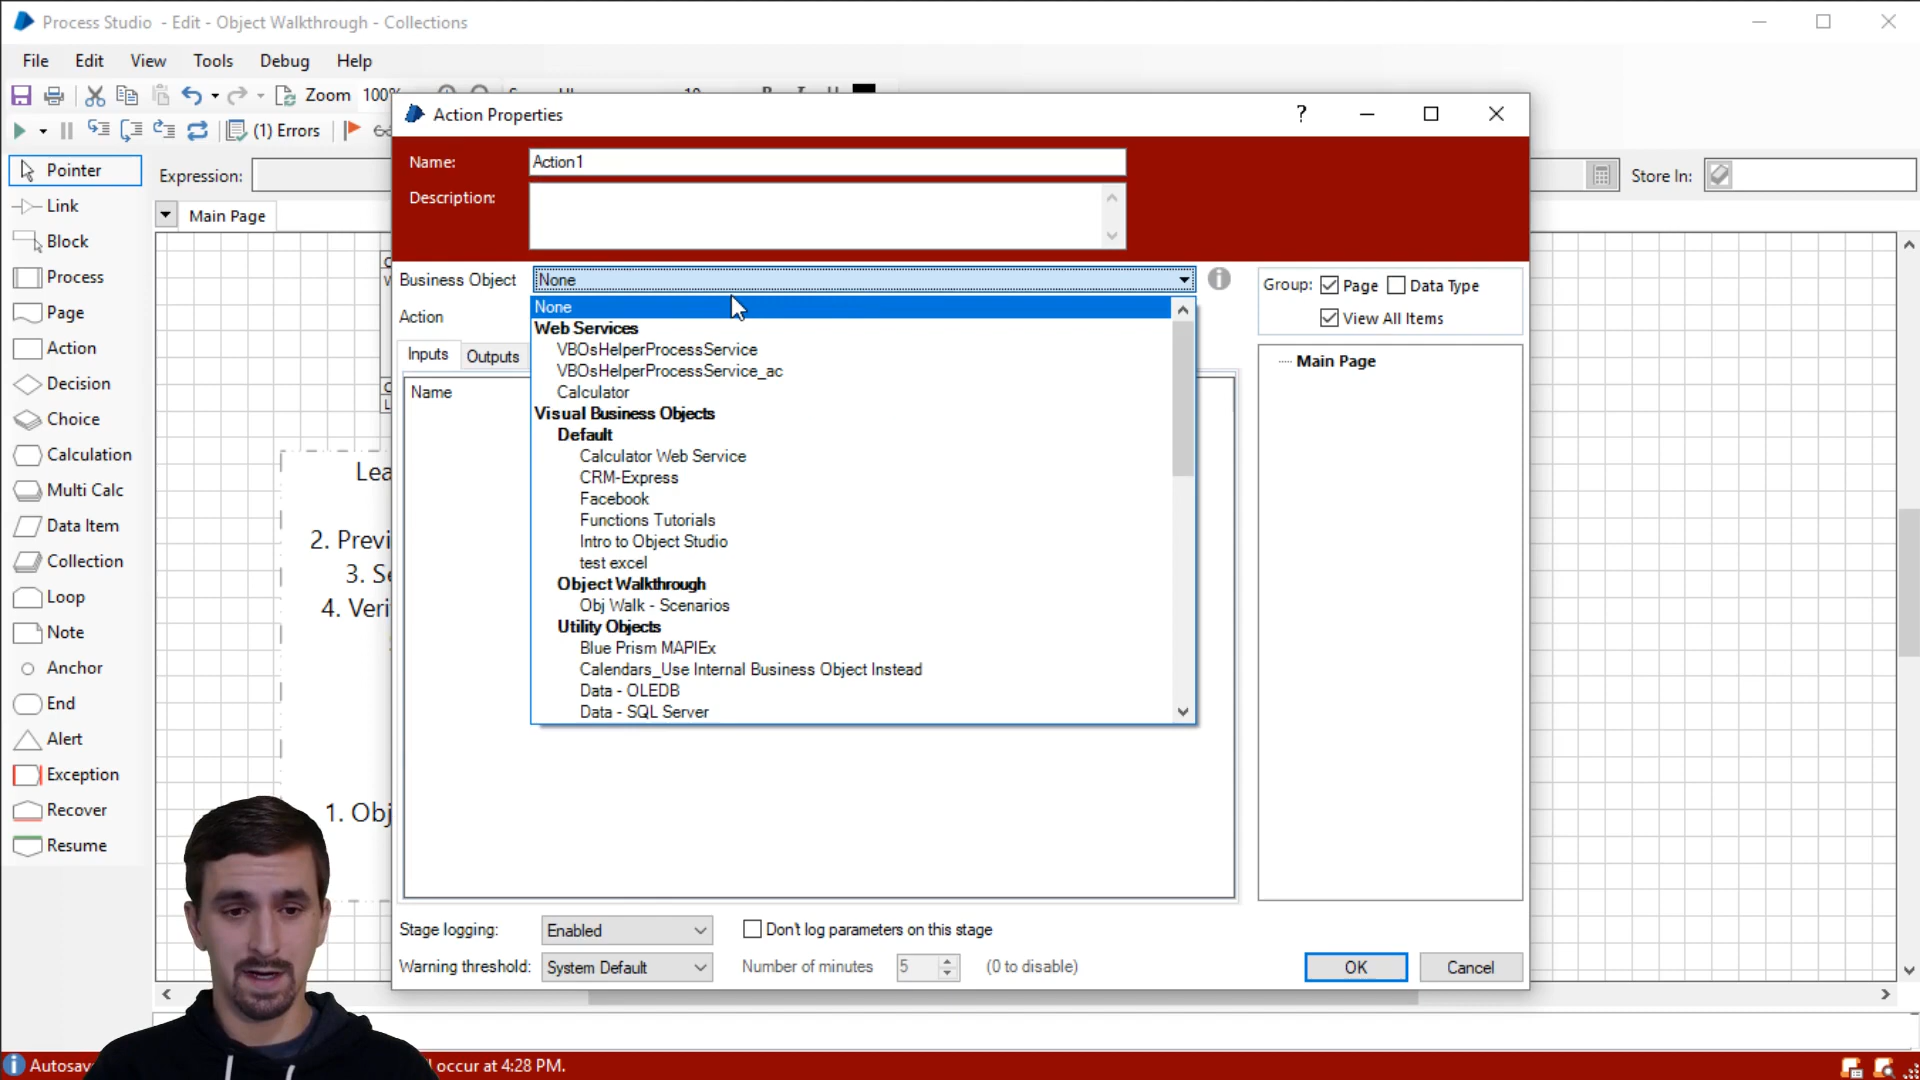 Process Studio - Edit - Object Walkthrough - Collections
File Edit View Tools Debug Help
Zoom 100%
(1) Errors
Expression:
Store In:
Main Page
Pointer
Link
Block
Process
Page
Action
Decision
Choice
Calculation
Multi Calc
Data Item
Collection
Loop
Note
Anchor
End
Alert
Exception
Recover
Resume
Lea
2. Previ
3. Se
4. Veri
1. Obj
Action Properties
?
Name: Action1
Description:
Business Object None
Action
Inputs Outputs
Name
None
Web Services
VBOsHelperProcessService
VBOsHelperProcessService_ac
Calculator
Visual Business Objects
Default
Calculator Web Service
CRM-Express
Facebook
Functions Tutorials
Intro to Object Studio
test excel
Object Walkthrough
Obj Walk - Scenarios
Utility Objects
Blue Prism MAPIEx
Calendars_Use Internal Business Object Instead
Data - OLEDB
Data - SQL Server
Group: Page Data Type
View All Items
Main Page
Stage logging: Enabled Don't log parameters on this stage
Warning threshold: System Default Number of minutes 5 (0 to disable)
OK Cancel
Autosav
occur at 4:28 PM.